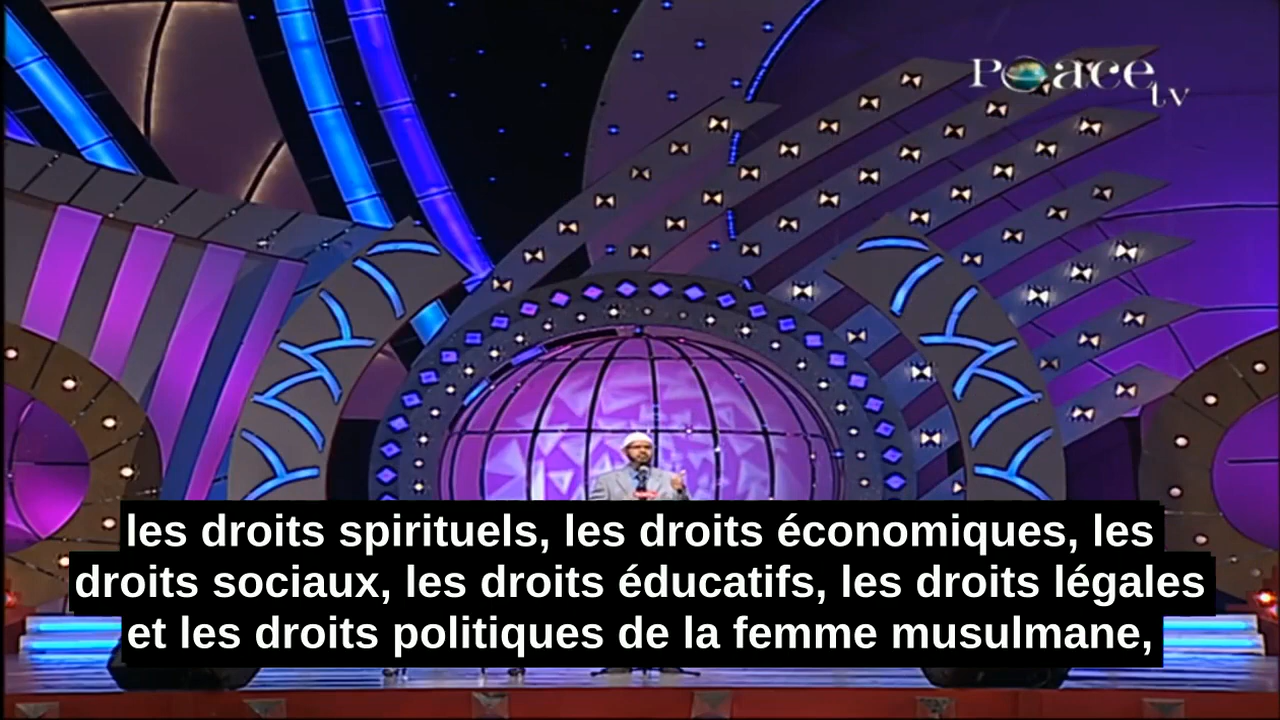 Peace
tv
les droits spirituels, les droits économiques, les
droits sociaux, les droits éducatifs, les droits légales
et les droits politiques de la femme musulmane,